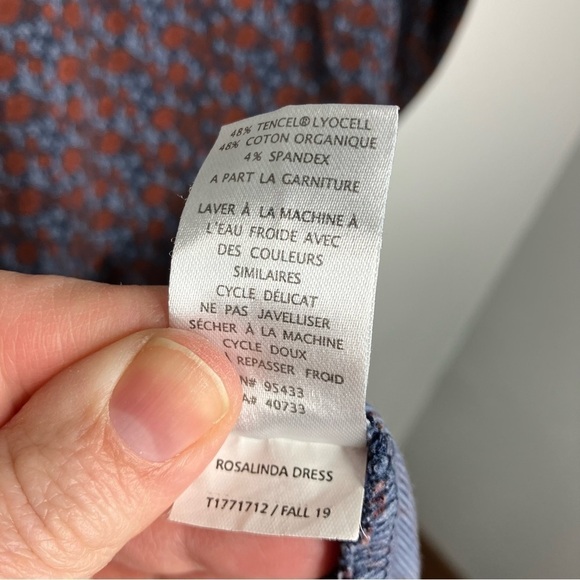 48% TENCEL® LYOCELL
48% COTON ORGANIQUE
4% SPANDEX
A PART LA GARNITURE
LAVER À LA MACHINE À
L'EAU FROIDE AVEC
DES COULEURS
SIMILAIRES
CYCLE DÉLICAT
NE PAS JAVELLISER
SÉCHER À LA MACHINE
CYCLE DOUX
REPASSER FROID
N# 95433
A# 40733
ROSALINDA DRESS
T1771712 / FALL 19